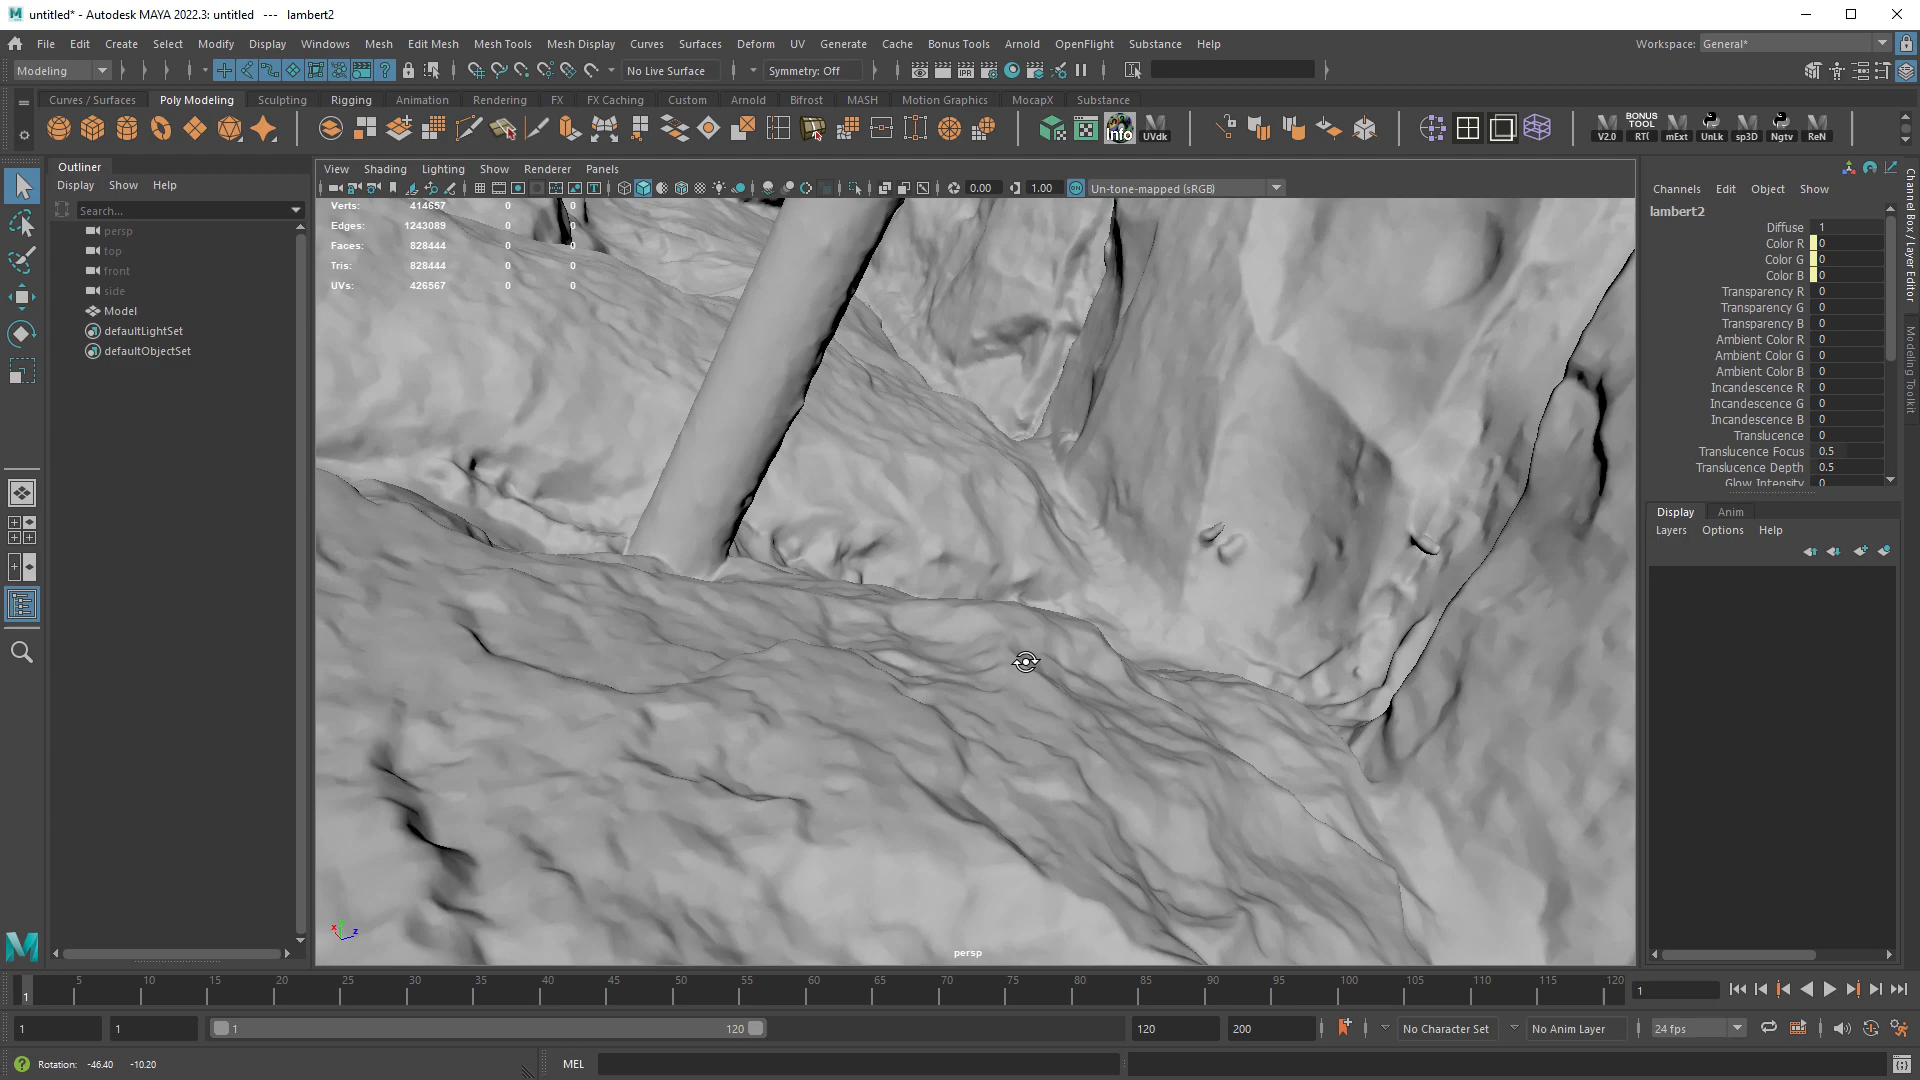 untitled* - Autodesk MAYA 2022.3: untitled --- lambert2
File Edit Create Select Modify Display Windows Mesh Edit Mesh Mesh Tools Mesh Display Curves Surfaces Deform UV Generate Cache Bonus Tools Arnold OpenFlight Substance Help Workspace: General*
Modeling No Live Surface Symmetry: Off
Curves / Surfaces Poly Modeling Sculpting Rigging Animation Rendering FX FX Caching Custom Arnold Bifrost MASH Motion Graphics MocapX Substance
Info UVdk V2.0 BONUS TOOL RT( mExt UnLk sp3D Ngtv ReN
Outliner
Display Show Help
Search...
persp
top
front
side
Model
defaultLightSet
defaultObjectSet
View Shading Lighting Show Renderer Panels
IPR T 0.00 1.00 ON Un-tone-mapped (sRGB)
Verts: 414657 0 0
Edges: 1243089 0 0
Faces: 828444 0 0
Tris: 828444 0 0
UVs: 426567 0 0
x z
persp
Channels Edit Object Show
lambert2
Diffuse 1
Color R 0
Color G 0
Color B 0
Transparency R 0
Transparency G 0
Transparency B 0
Ambient Color R 0
Ambient Color G 0
Ambient Color B 0
Incandescence R 0
Incandescence G 0
Incandescence B 0
Translucence 0
Translucence Focus 0.5
Translucence Depth 0.5
Glow Intensity 0
Display Anim
Layers Options Help
Channel Box / Layer Editor
Modeling Toolkit
1 5 10 15 20 25 30 35 40 45 50 55 60 65 70 75 80 85 90 95 100 105 110 115 120 1
1 1 1 120 120 200 No Character Set No Anim Layer 24 fps
Rotation: -46.40 -10.20 MEL